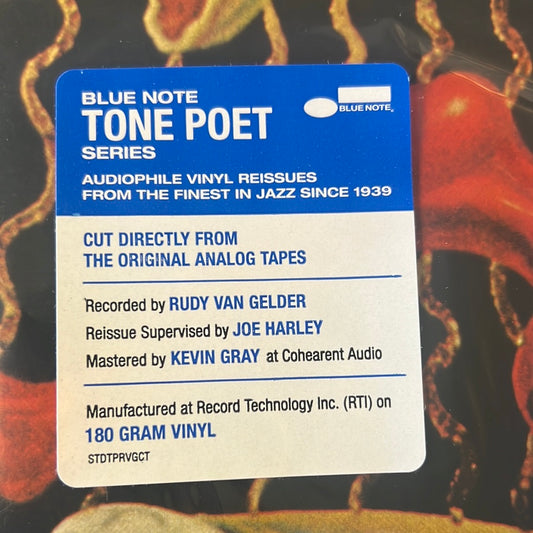 BLUE NOTE
TONE POET
SERIES
BLUE NOTE®
AUDIOPHILE VINYL REISSUES
FROM THE FINEST IN JAZZ SINCE 1939
CUT DIRECTLY FROM
THE ORIGINAL ANALOG TAPES
Recorded by RUDY VAN GELDER
Reissue Supervised by JOE HARLEY
Mastered by KEVIN GRAY at Cohearent Audio
Manufactured at Record Technology Inc. (RTI) on
180 GRAM VINYL
STDTPRVGCT